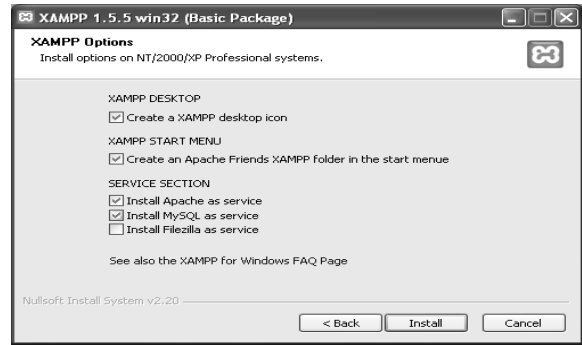 XAMPP 1.5.5 win32 (Basic Package)
XAMPP Options
Install options on NT/2000/XP Professional systems.
XAMPP DESKTOP
Create a XAMPP desktop icon
XAMPP START MENU
Create an Apache Friends XAMPP folder in the start menue
SERVICE SECTION
Install Apache as service
Install MySQL as service
Install Filezilla as service
See also the XAMPP for Windows FAQ Page
Nullsoft Install System v2.20
< Back
Install
Cancel